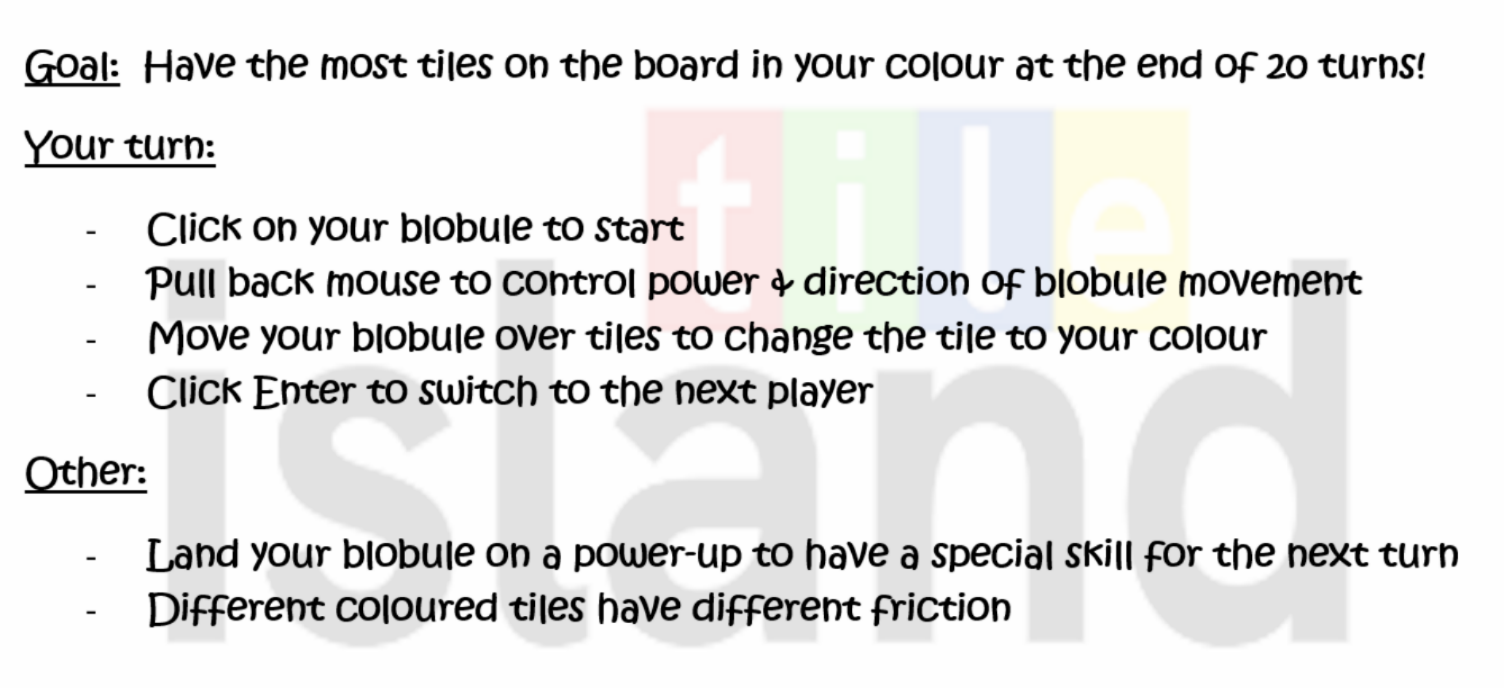 Goal: Have the most tiles on the board in your colour at the end of 20 turns!
Your turn:
- Click on your blobule to start
- Pull back mouse to control power & direction of blobule movement
- Move your blobule over tiles to change the tile to your colour
- Click Enter to switch to the next player
Other:
- Land your blobule on a power-up to have a special skill for the next turn
- Different coloured tiles have different friction
tile
island